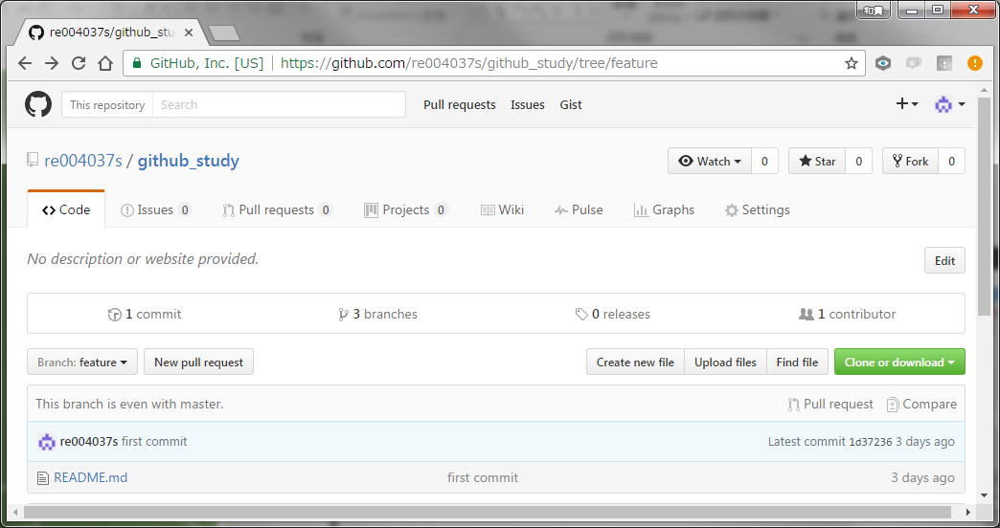 和真
re004037s/github_stu
GitHub, Inc. [US] https://github.com/re004037s/github_study/tree/feature
This repository Search Pull requests Issues Gist
re004037s / github_study Watch 0 Star 0 Fork 0
Code Issues 0 Pull requests 0 Projects 0 Wiki Pulse Graphs Settings
No description or website provided. Edit
1 commit 3 branches 0 releases 1 contributor
Branch: feature New pull request Create new file Upload files Find file Clone or download
This branch is even with master. Pull request Compare
re004037s first commit Latest commit 1d37236 3 days ago
README.md first commit 3 days ago